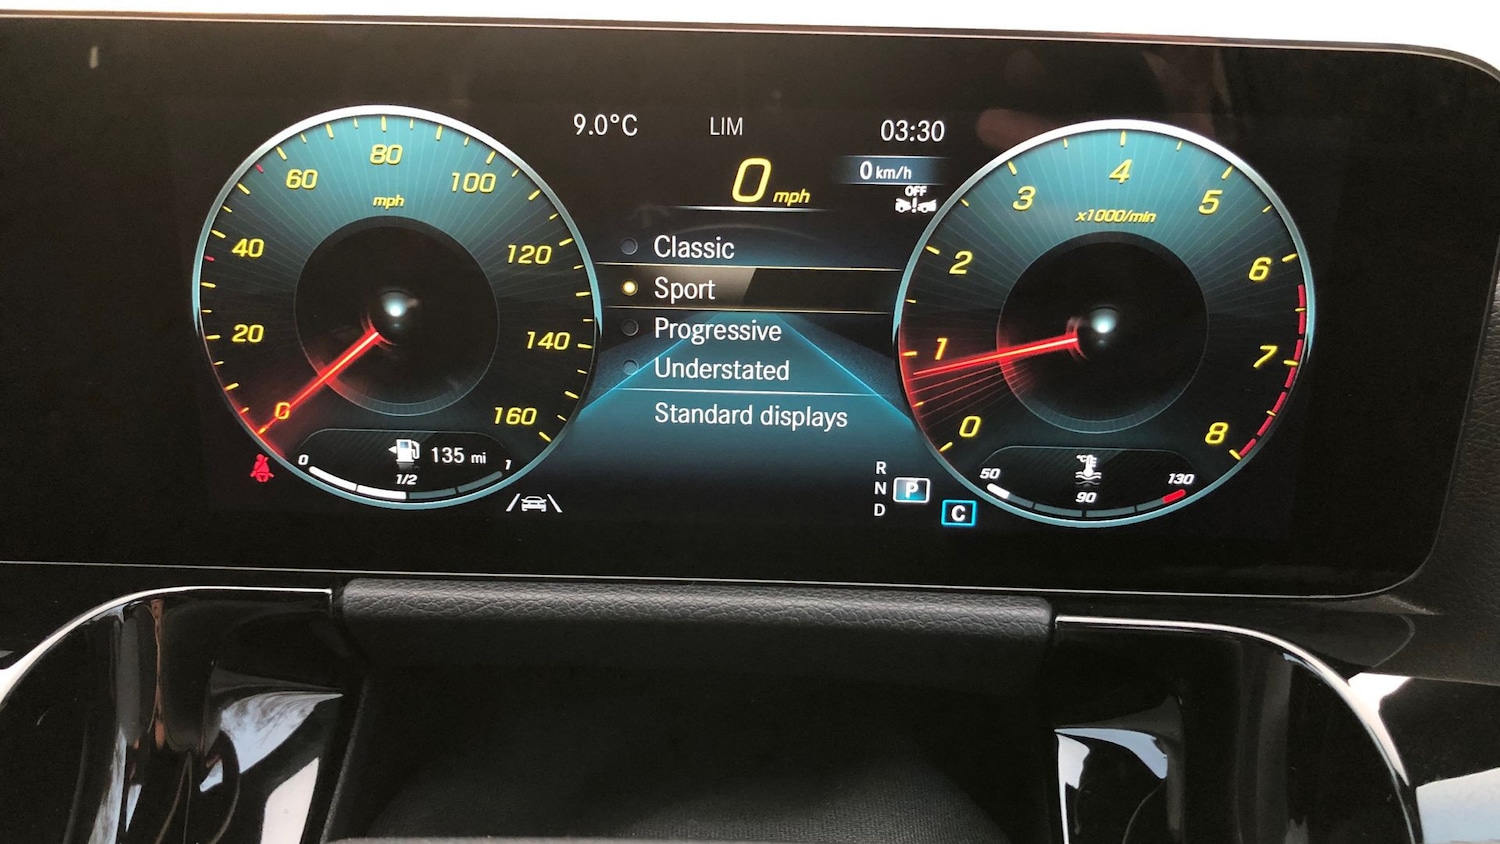 9.0°C
LIM
03:30
0 mph
0 km/h
OFF
80
60
100
mph
40
120
20
140
0
160
135 mi
0
1/2
1
Classic
Sport
Progressive
Understated
Standard displays
R
N
P
D
C
4
3
5
x1000/min
2
6
1
7
0
8
°C
50
90
130